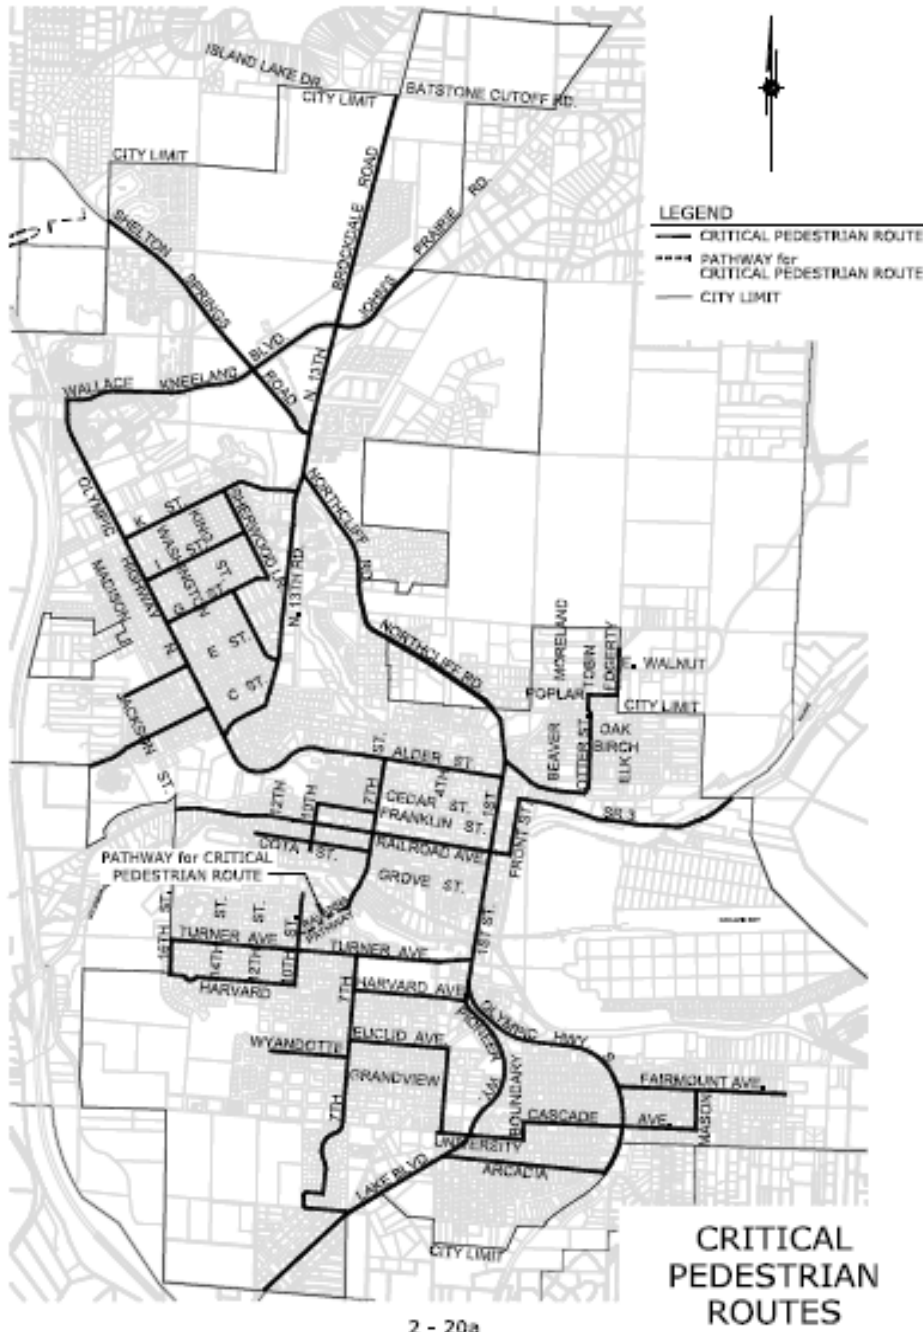 ISLAND LAKE DR.
CITY LIMIT
BATSTONE CUTOFF RD.
CITY LIMIT
SHELTON
SPRINGS
ROAD
BROCKDALE ROAD
N. 13TH
JOHNS
PRAIRIE
RD.
LEGEND
CRITICAL PEDESTRIAN ROUTE
PATHWAY for
CRITICAL PEDESTRIAN ROUTE
CITY LIMIT
WALLACE KNEELAND BLVD
OLYMPIC
HIGHWAY
N
K
ST.
KING
ST.
WASHINGTON
I
ST.
G
ST.
E
ST.
C ST.
SHERWOOD LN.
N. 13TH RD.
MADISON
JACKSON
ST.
NORTHCLIFF
RD
NORTHCLIFF RD.
MORELAND
TOBIN
EDGERTY
E. WALNUT
POPLAR
CITY LIMIT
BEAVER
OTTER ST.
OAK
BIRCH
ELK
ALDER ST.
12TH
10TH
7TH
ST.
4TH
1ST
CEDAR ST.
FRANKLIN ST.
RAILROAD AVE.
FRONT ST.
SR 3
COTA ST.
GROVE ST.
PATHWAY for CRITICAL
PEDESTRIAN ROUTE
PATHWAY
1ST ST.
TURNER AVE
TURNER AVE
16TH ST.
14TH ST.
12TH ST.
10TH ST.
HARVARD
7TH
HARVARD AVE
OLYMPIC HWY
S
PIONEER WY.
WYANDOTTE
EUCLID AVE.
GRANDVIEW
BOUNDARY
FAIRMOUNT AVE.
CASCADE AVE.
MASON
7TH
UNIVERSITY
ARCADIA
LAKE BLVD
CITY LIMIT
CRITICAL
PEDESTRIAN
ROUTES
2 - 20a